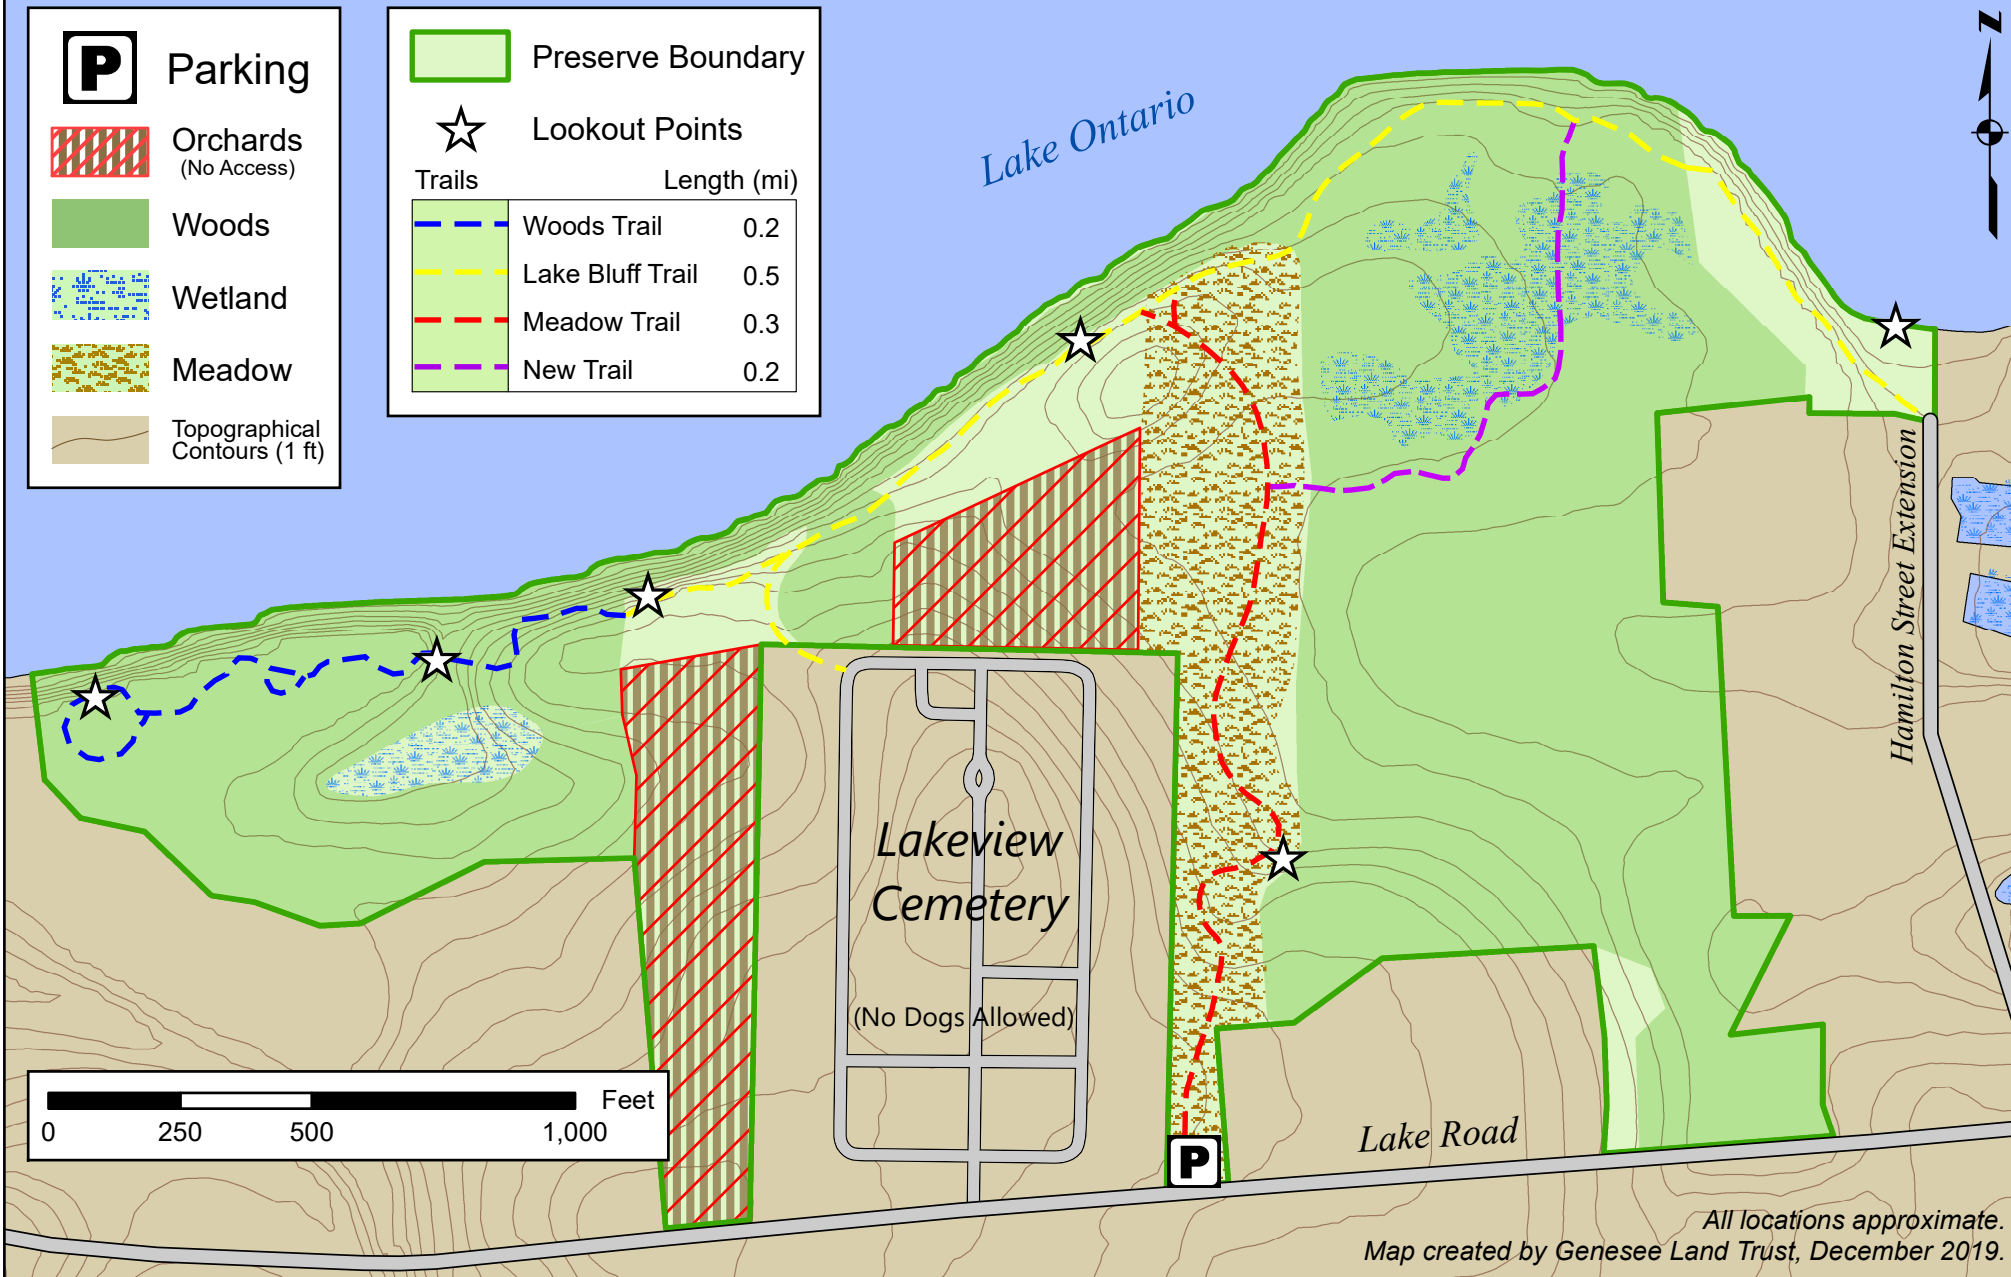 P Parking
Orchards
(No Access)
Woods
Wetland
Meadow
Topographical
Contours (1 ft)
Preserve Boundary
Lookout Points
Trails Length (mi)
Woods Trail 0.2
Lake Bluff Trail 0.5
Meadow Trail 0.3
New Trail 0.2
Lake Ontario
N
Hamilton Street Extension
Lakeview
Cemetery
(No Dogs Allowed)
Feet
0 250 500 1,000
P
Lake Road
All locations approximate.
Map created by Genesee Land Trust, December 2019.